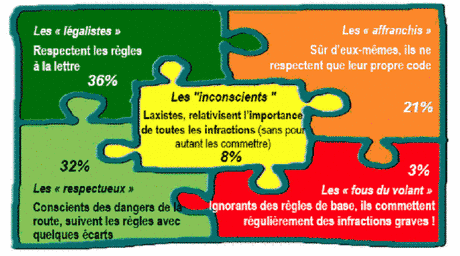 Les « légalistes »
Respectent les règles
à la lettre
36%
Les « affranchis »
Sûr d'eux-mêmes, ils ne
respectent que leur propre code
21%
Les "inconscients "
Laxistes, relativisent l'importance
de toutes les infractions (sans pour
autant les commettre)
8%
32%
Les « respectueux »
Conscients des dangers de la
route, suivent les règles avec
quelques écarts
3%
Les « fous du volant »
Ignorants des règles de base, ils commettent
régulièrement des infractions graves !